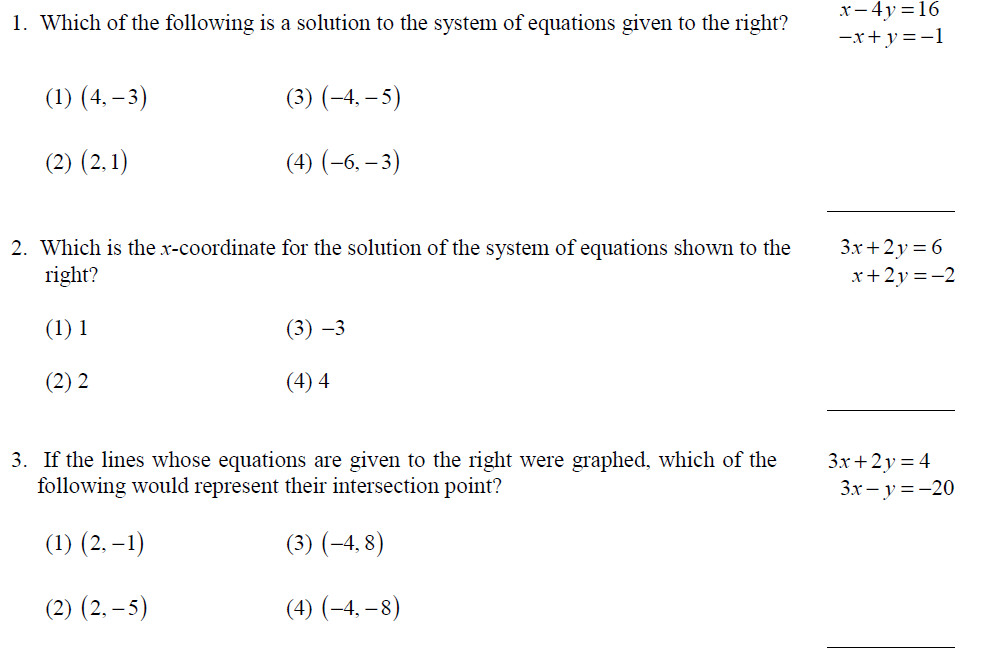 1. Which of the following is a solution to the system of equations given to the right?
x − 4y = 16
−x + y = −1
(1) (4, −3)
(3) (−4, −5)
(2) (2, 1)
(4) (−6, −3)
2. Which is the x-coordinate for the solution of the system of equations shown to the
right?
3x + 2y = 6
x + 2y = −2
(1) 1
(3) −3
(2) 2
(4) 4
3. If the lines whose equations are given to the right were graphed, which of the
following would represent their intersection point?
3x + 2y = 4
3x − y = −20
(1) (2, −1)
(3) (−4, 8)
(2) (2, −5)
(4) (−4, −8)